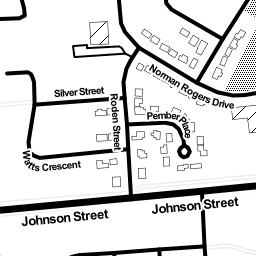 Norman Rogers Drive
Silver Street
Roden Street
Pember Place
Watts Crescent
Johnson Street
Johnson Street